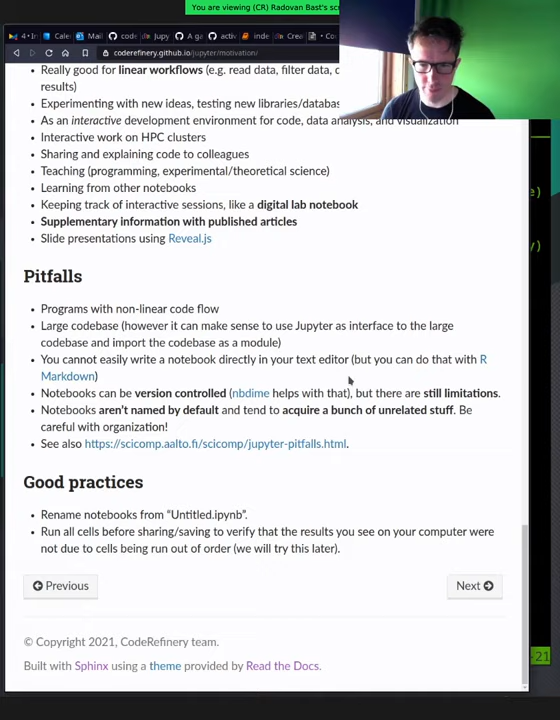 You are viewing (CR) Radovan Bast's
coderefinery.github.io/jupyter/motivation/
Really good for linear workflows (e.g. read data, filter data,
results)
Experimenting with new ideas, testing new
As an interactive development environment for code, data analysis, and visualization
Interactive work on HPC clusters
Sharing and explaining code to colleagues
Teaching (programming, experimental/theoretical science)
Learning from other notebooks
Keeping track of interactive sessions, like a digital lab notebook
Supplementary information with published articles
Slide presentations using Reveal.js
Pitfalls
Programs with non-linear code flow
Large codebase (however it can make sense to use Jupyter as interface to the large
codebase and import the codebase as a module)
You cannot easily write a notebook directly in your text editor (but you can do that with R
Markdown)
Notebooks can be version controlled (nbdime helps with that), but there are still limitations.
Notebooks aren't named by default and tend to acquire a bunch of unrelated stuff. Be
careful with organization!
See also https://scicomp.aalto.fi/scicomp/jupyter-pitfalls.html.
Good practices
Rename notebooks from “Untitled.ipynb”.
Run all cells before sharing/saving to verify that the results you see on your computer were
not due to cells being run out of order (we will try this later).
Previous
Next
© Copyright 2021, CodeRefinery team.
Built with Sphinx using a theme provided by Read the Docs.
-21